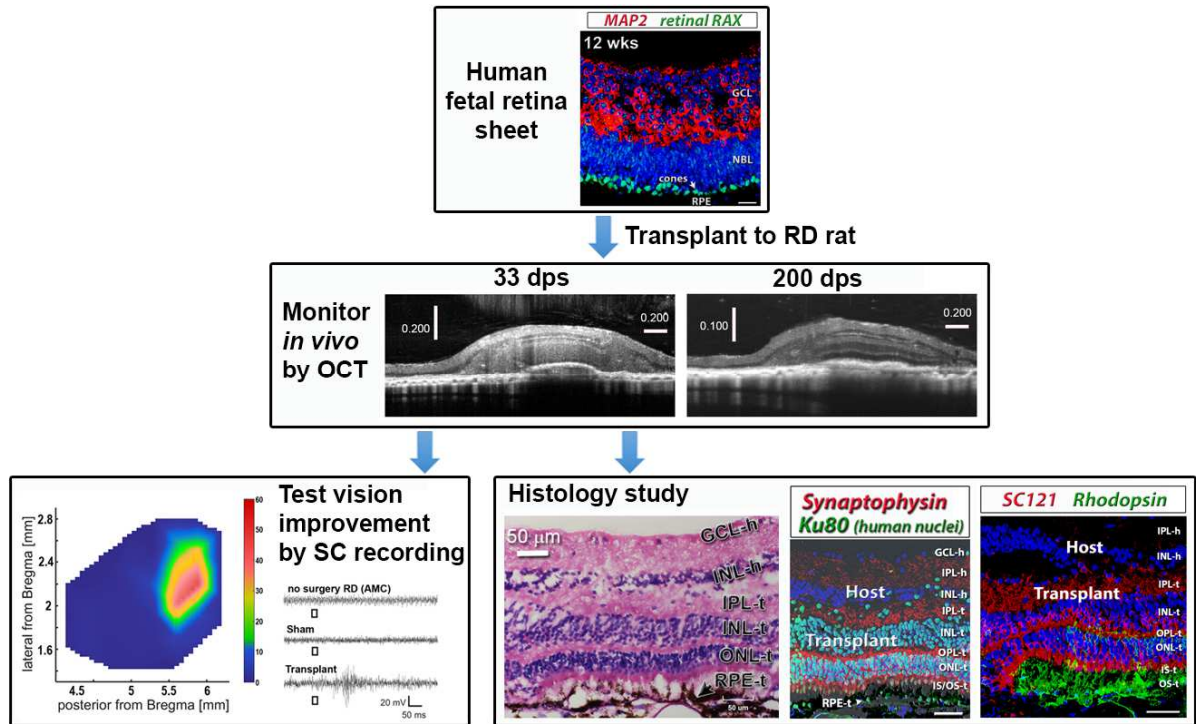 MAP2 retinal RAX
12 wks
Human
fetal retina
sheet
GCL
NBL
cones
RPE
Transplant to RD rat
33 dps
200 dps
Monitor
in vivo
by OCT
0.200
0.200
0.100
0.200
Test vision
improvement
by SC recording
lateral from Bregma [mm]
2.8
2.4
2
1.6
4.5 5 5.5 6
posterior from Bregma [mm]
60
50
40
30
20
10
0
no surgery RD (AMC)
Sham
Transplant
20 mV
50 ms
Histology study
50 µm
GCL-h
INL-h
IPL-t
INL-t
ONL-t
RPE-t
50 um
Synaptophysin
Ku80 (human nuclei)
GCL-h
IPL-h
Host
INL-h
IPL-t
Transplant
INL-t
OPL-t
ONL-t
IS/OS-t
RPE-t
SC121 Rhodopsin
IPL-h
Host
INL-h
IPL-t
Transplant
INL-t
OPL-t
ONL-t
IS-t
OS-t